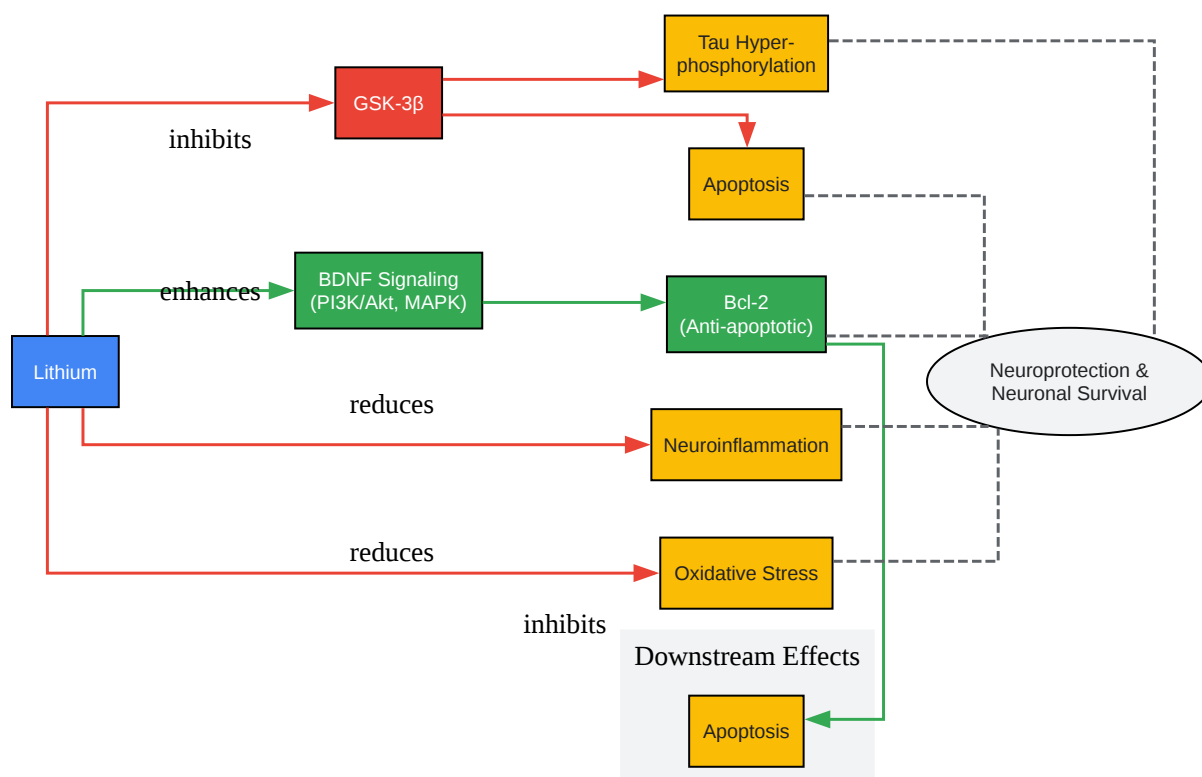 Tau Hyper-
phosphorylation
GSK-3β
inhibits
Apoptosis
enhances
BDNF Signaling
(PI3K/Akt, MAPK)
Bcl-2
(Anti-apoptotic)
Lithium
Neuroprotection &
Neuronal Survival
reduces
Neuroinflammation
reduces
Oxidative Stress
inhibits
Downstream Effects
Apoptosis